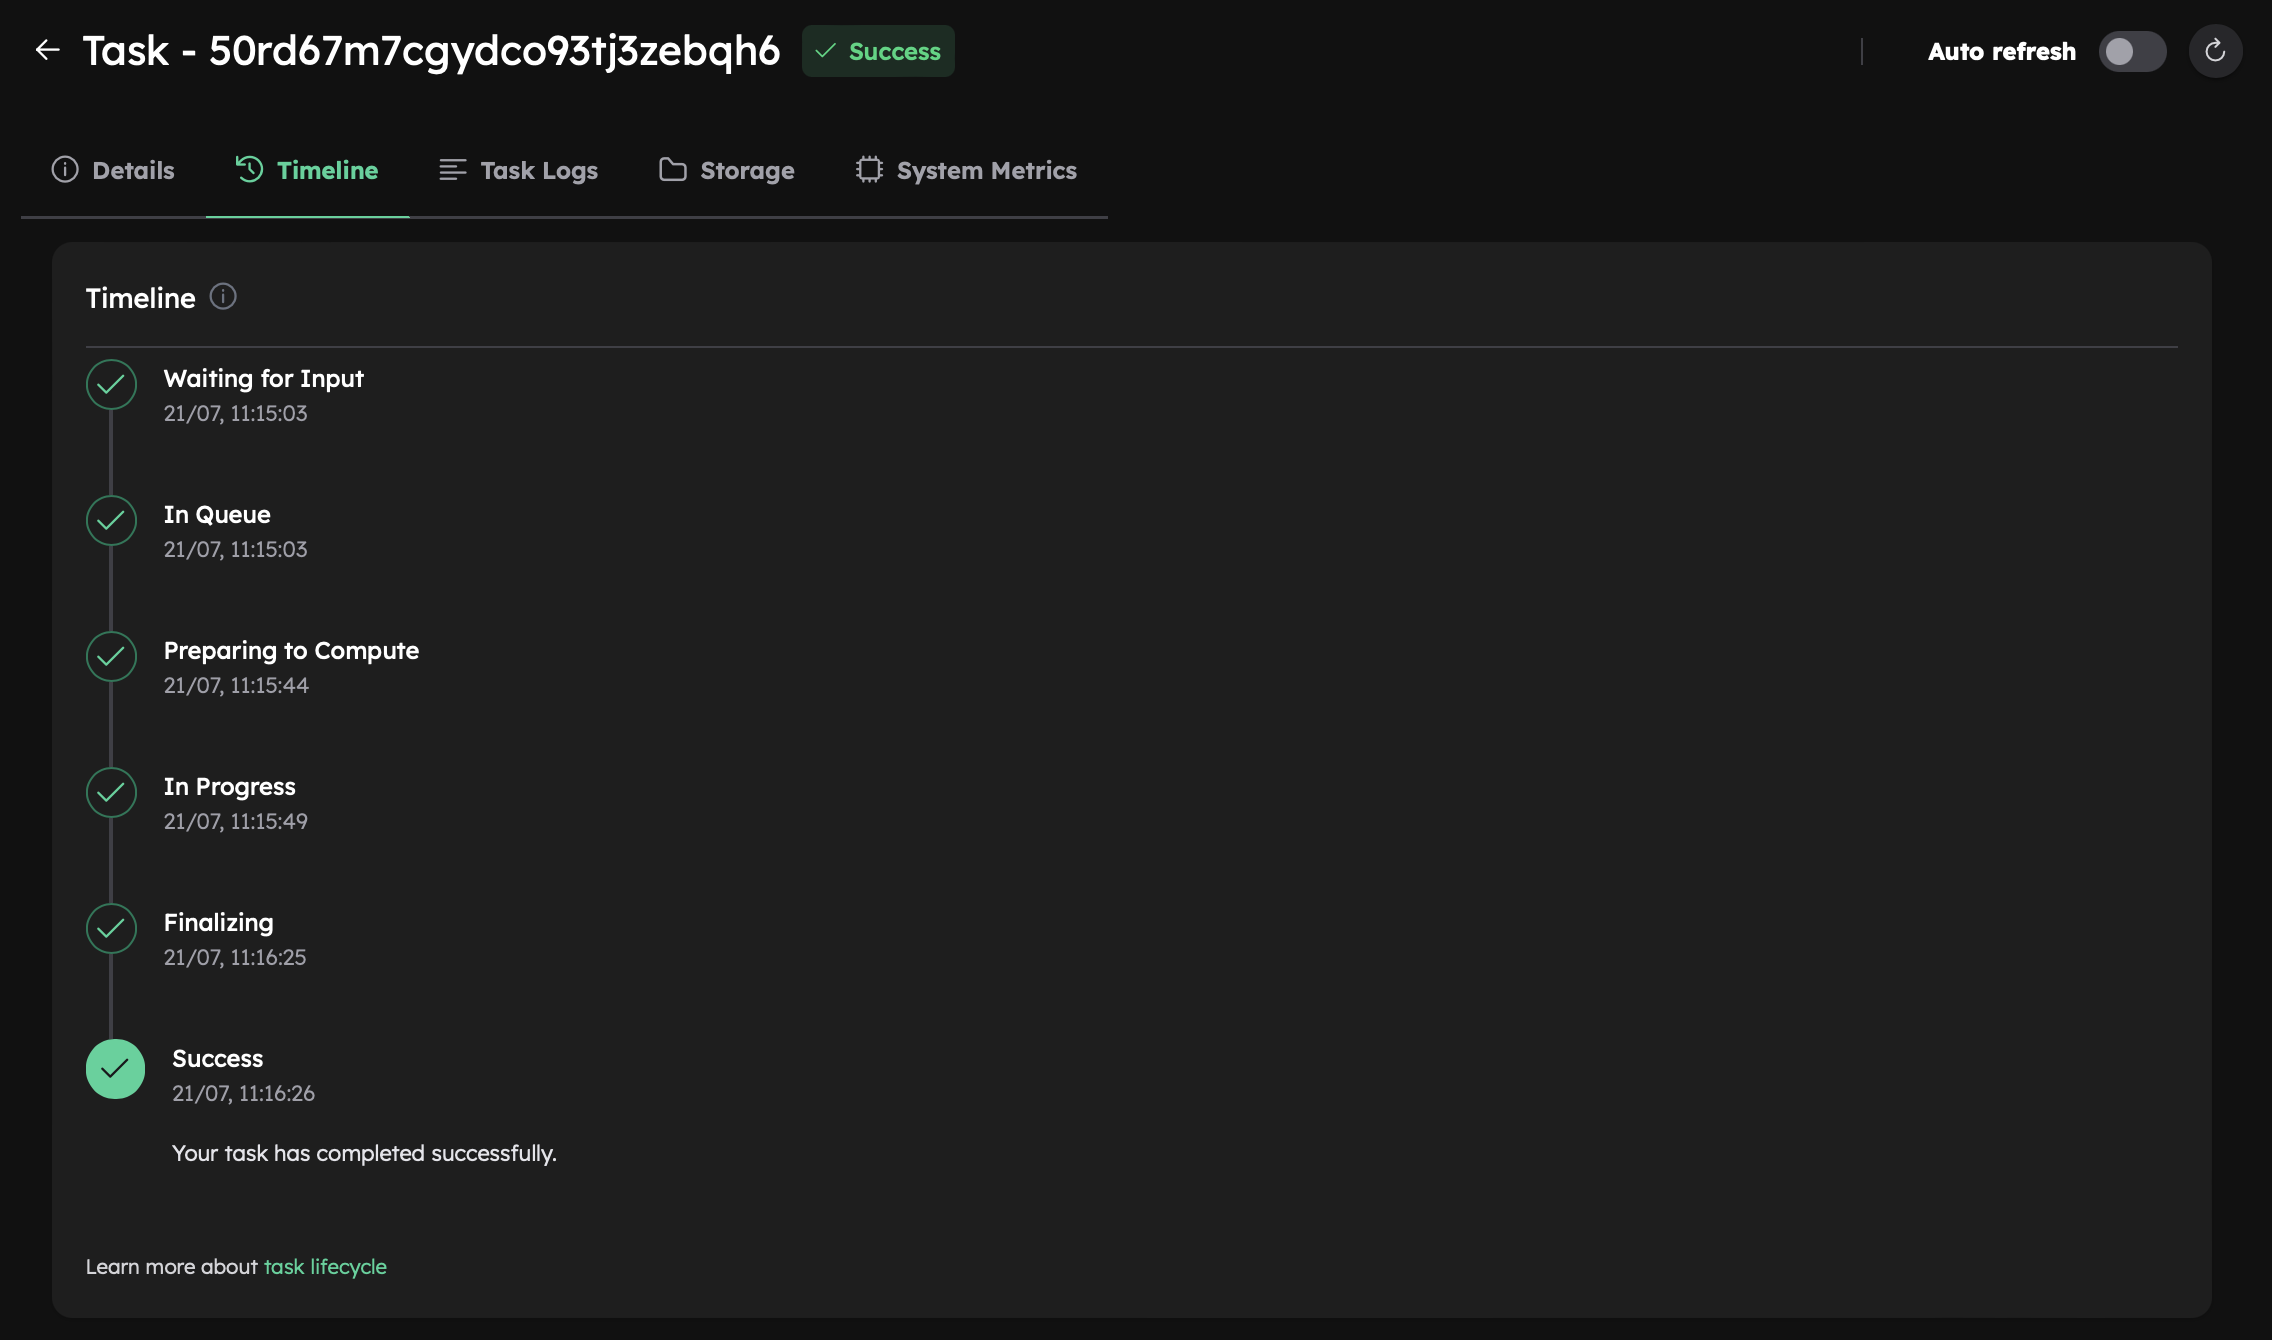 Task - 50rd67m7cgydco93tj3zebqh6
Success
Auto refresh
Details
Timeline
Task Logs
Storage
System Metrics
Timeline
Waiting for Input
21/07, 11:15:03
In Queue
21/07, 11:15:03
Preparing to Compute
21/07, 11:15:44
In Progress
21/07, 11:15:49
Finalizing
21/07, 11:16:25
Success
21/07, 11:16:26
Your task has completed successfully.
Learn more about task lifecycle